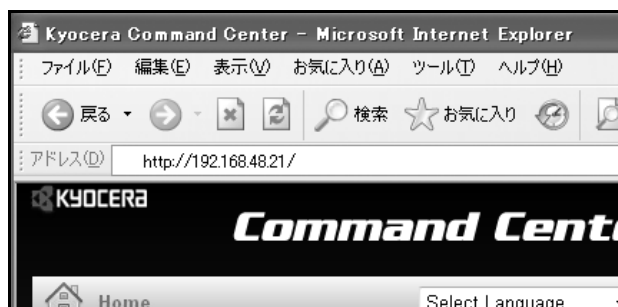 Kyocera Command Center - Microsoft Internet Explorer
ファイル(F) 編集(E) 表示(V) お気に入り(A) ツール(T) ヘルプ(H)
戻る 検索 お気に入り
アドレス(D) http://192.168.48.21/
KYOCERA
Command Cente
Home Select Language